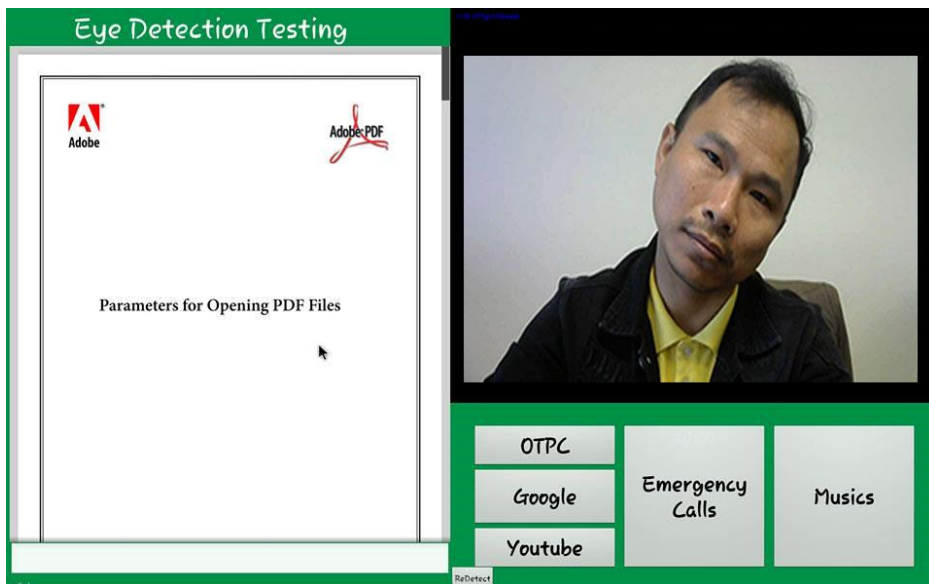 Eye Detection Testing
Adobe
Adobe PDF
Parameters for Opening PDF Files
OTPC
Google
Youtube
Emergency
Calls
Musics
ReDetect